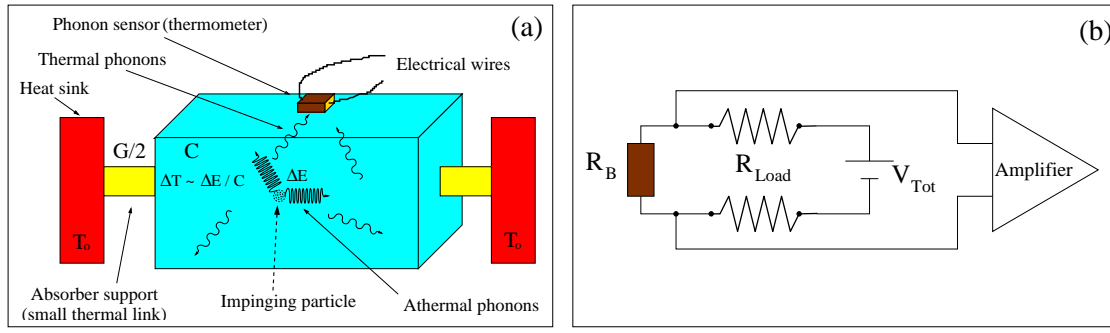 (a)
Phonon sensor (thermometer)
Thermal phonons
Electrical wires
Heat sink
G/2
C
ΔT ~ ΔE / C
ΔE
T₀
T₀
Absorber support
(small thermal link)
Impinging particle
Athermal phonons
(b)
R_B
R_Load
V_Tot
Amplifier